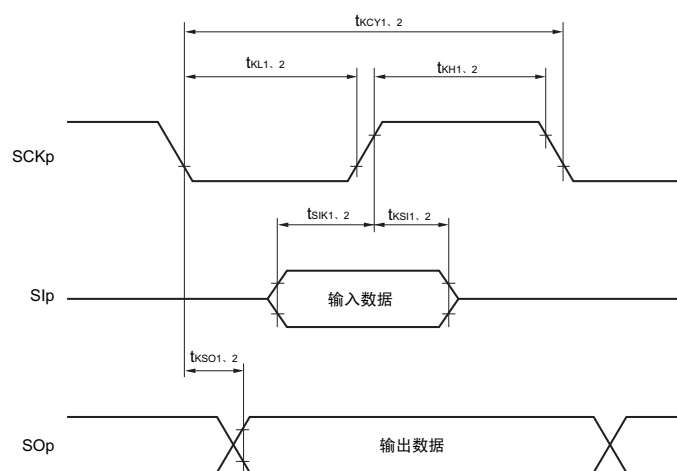 tKCY1、2
tKL1、2
tKH1、2
SCKp
tSIK1、2
tKSI1、2
SIp
输入数据
tKSO1、2
SOp
输出数据